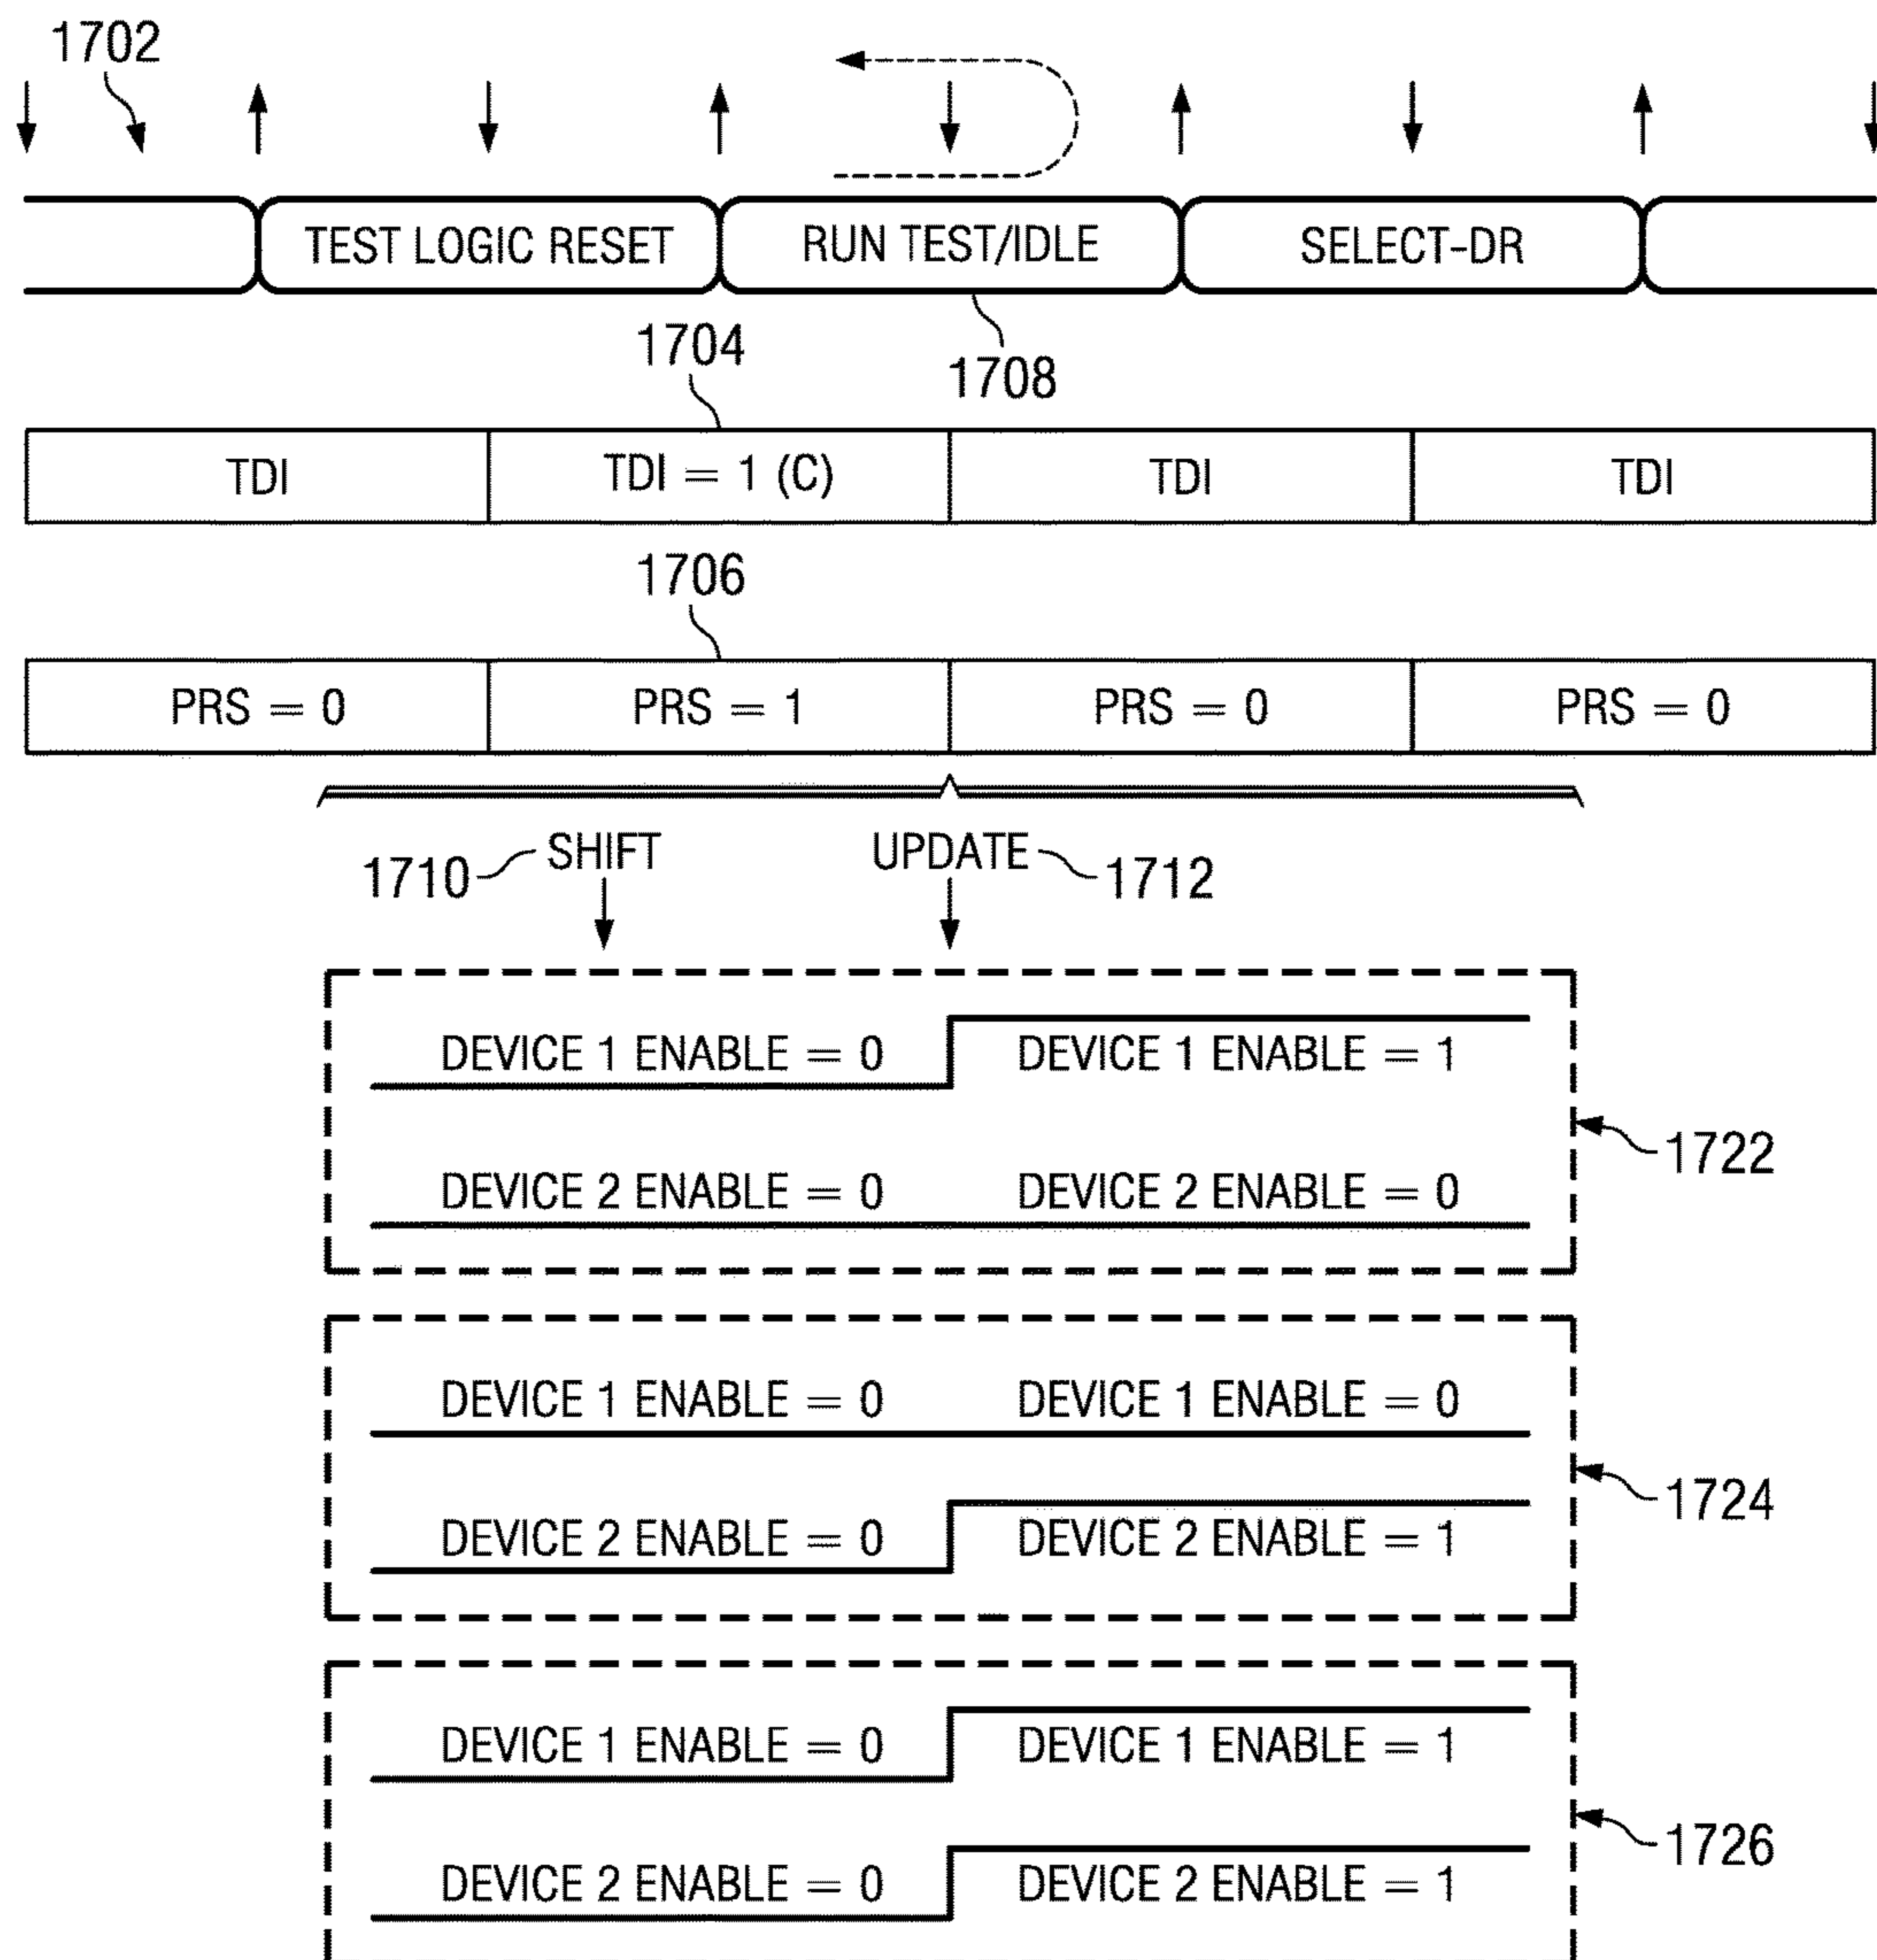 1702
TEST LOGIC RESET RUN TEST/IDLE SELECT-DR
1704
1708
TDI TDI = 1 (C) TDI TDI
1706
PRS = 0 PRS = 1 PRS = 0 PRS = 0
1710 SHIFT UPDATE 1712
DEVICE 1 ENABLE = 0 DEVICE 1 ENABLE = 1
1722
DEVICE 2 ENABLE = 0 DEVICE 2 ENABLE = 0
DEVICE 1 ENABLE = 0 DEVICE 1 ENABLE = 0
1724
DEVICE 2 ENABLE = 0 DEVICE 2 ENABLE = 1
DEVICE 1 ENABLE = 0 DEVICE 1 ENABLE = 1
1726
DEVICE 2 ENABLE = 0 DEVICE 2 ENABLE = 1